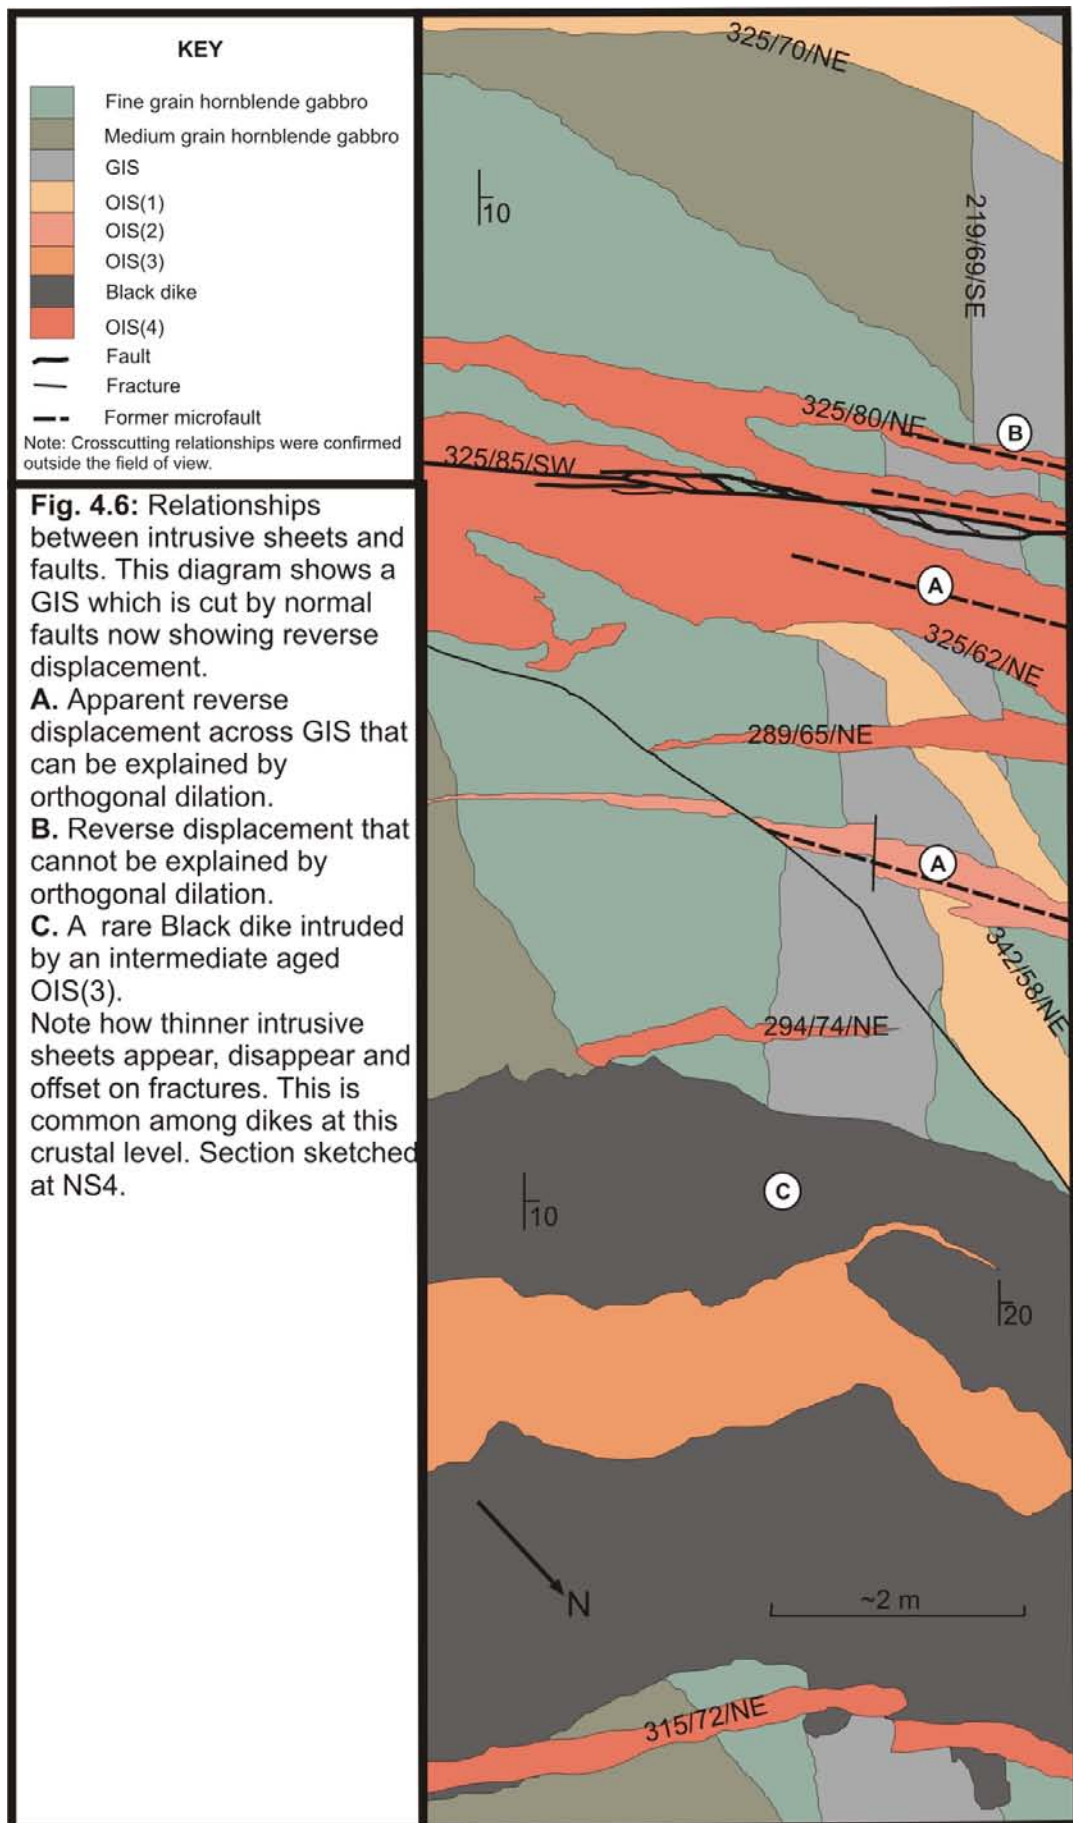 KEY
Fine grain hornblende gabbro
Medium grain hornblende gabbro
GIS
OIS(1)
OIS(2)
OIS(3)
Black dike
OIS(4)
Fault
Fracture
Former microfault
Note: Crosscutting relationships were confirmed
outside the field of view.
Fig. 4.6: Relationships
between intrusive sheets and
faults. This diagram shows a
GIS which is cut by normal
faults now showing reverse
displacement.
A. Apparent reverse
displacement across GIS that
can be explained by
orthogonal dilation.
B. Reverse displacement that
cannot be explained by
orthogonal dilation.
C. A rare Black dike intruded
by an intermediate aged
OIS(3).
Note how thinner intrusive
sheets appear, disappear and
offset on fractures. This is
common among dikes at this
crustal level. Section sketched
at NS4.
325/70/NE
10
219/69/SE
325/80/NE
B
325/85/SW
A
325/62/NE
289/65/NE
A
342/58/NE
294/74/NE
C
10
20
N
~2 m
315/72/NE